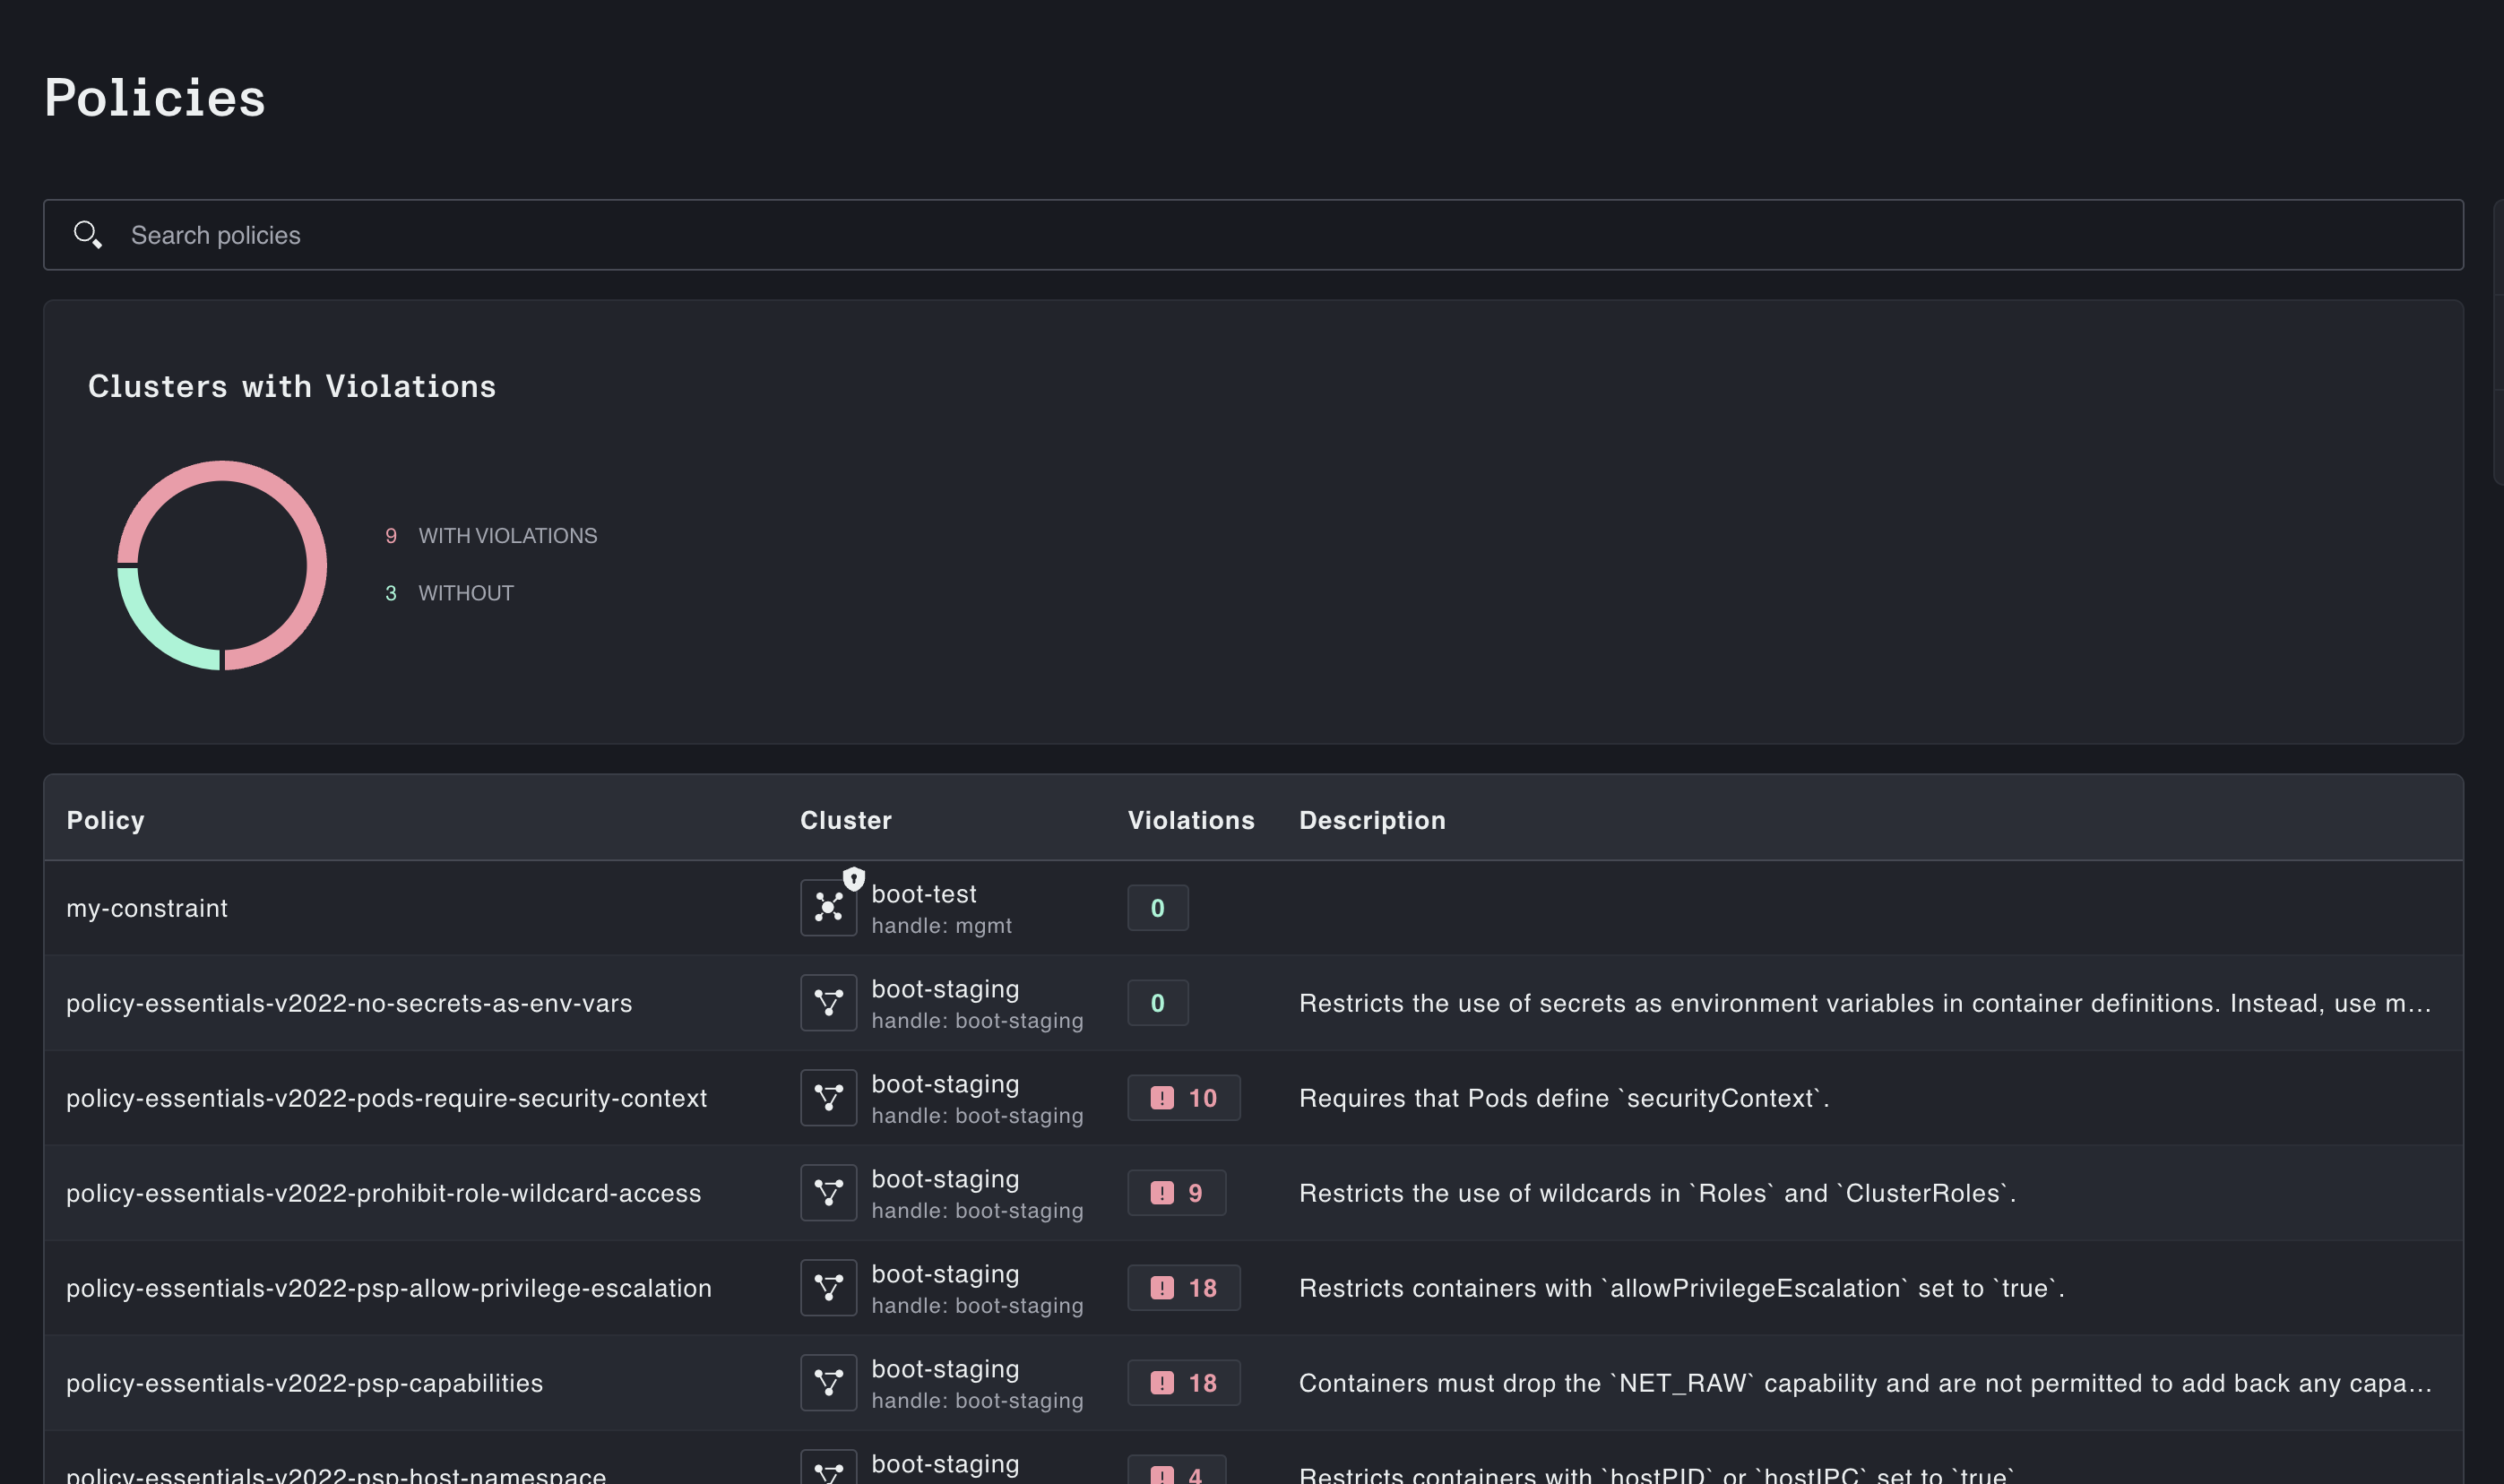 Policies
Search policies
Clusters with Violations
9 WITH VIOLATIONS
3 WITHOUT
Policy Cluster Violations Description
my-constraint boot-test handle: mgmt 0
policy-essentials-v2022-no-secrets-as-env-vars boot-staging handle: boot-staging 0 Restricts the use of secrets as environment variables in container definitions. Instead, use m...
policy-essentials-v2022-pods-require-security-context boot-staging handle: boot-staging 10 Requires that Pods define `securityContext`.
policy-essentials-v2022-prohibit-role-wildcard-access boot-staging handle: boot-staging 9 Restricts the use of wildcards in `Roles` and `ClusterRoles`.
policy-essentials-v2022-psp-allow-privilege-escalation boot-staging handle: boot-staging 18 Restricts containers with `allowPrivilegeEscalation` set to `true`.
policy-essentials-v2022-psp-capabilities boot-staging handle: boot-staging 18 Containers must drop the `NET_RAW` capability and are not permitted to add back any capa...
policy-essentials-v2022-psp-host-namespace boot-staging 4 Restricts containers with `hostPID` or `hostIPC` set to `true`